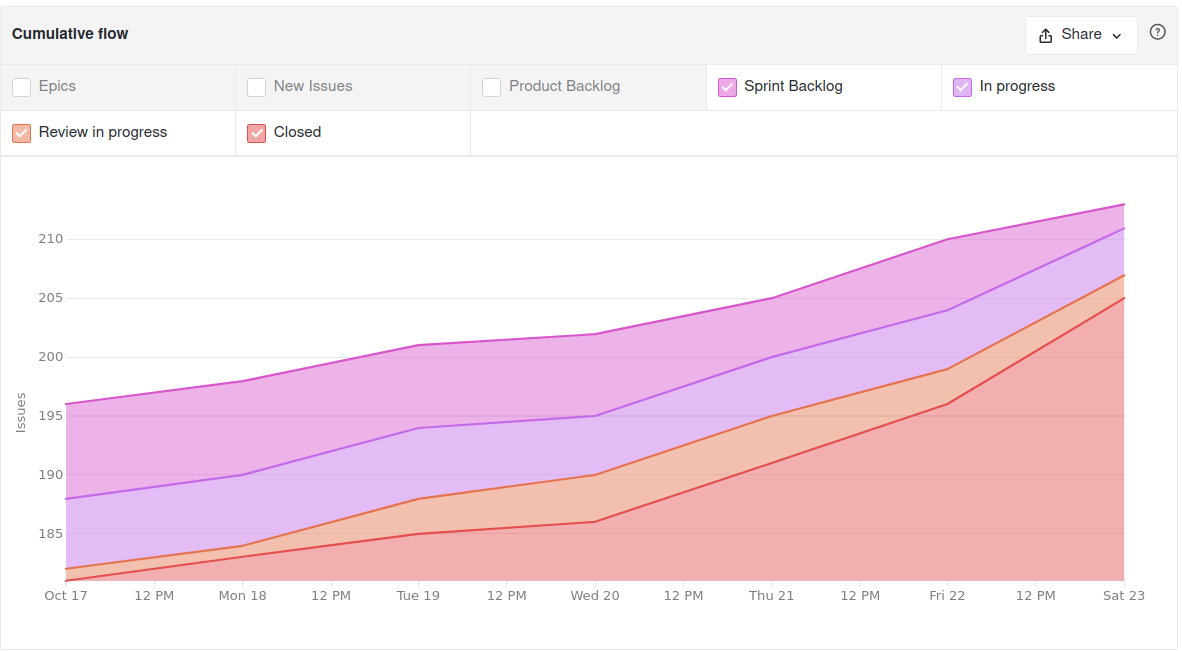 Cumulative flow
Share
?
Epics
New Issues
Product Backlog
Sprint Backlog
In progress
Review in progress
Closed
210
205
200
195
190
185
Issues
Oct 17 12 PM Mon 18 12 PM Tue 19 12 PM Wed 20 12 PM Thu 21 12 PM Fri 22 12 PM Sat 23